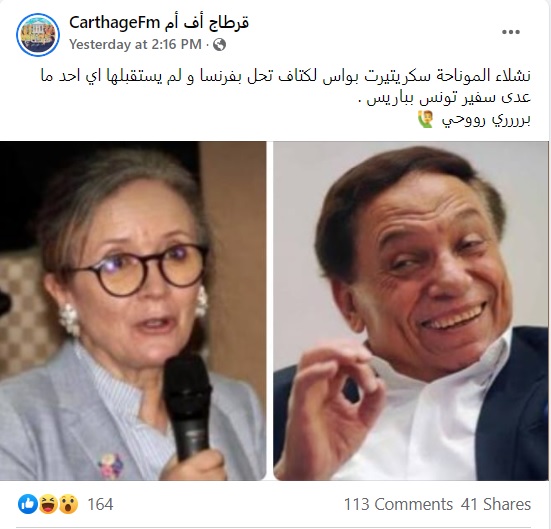 CarthageFm قرطاج أف أم
Yesterday at 2:16 PM ·
نشلاء الموناحة سكريتيرت بواس لكتاف تحل بفرنسا و لم يستقبلها اي احد ما
عدى سفير تونس بباريس .
بررري رووحي
164
113 Comments 41 Shares